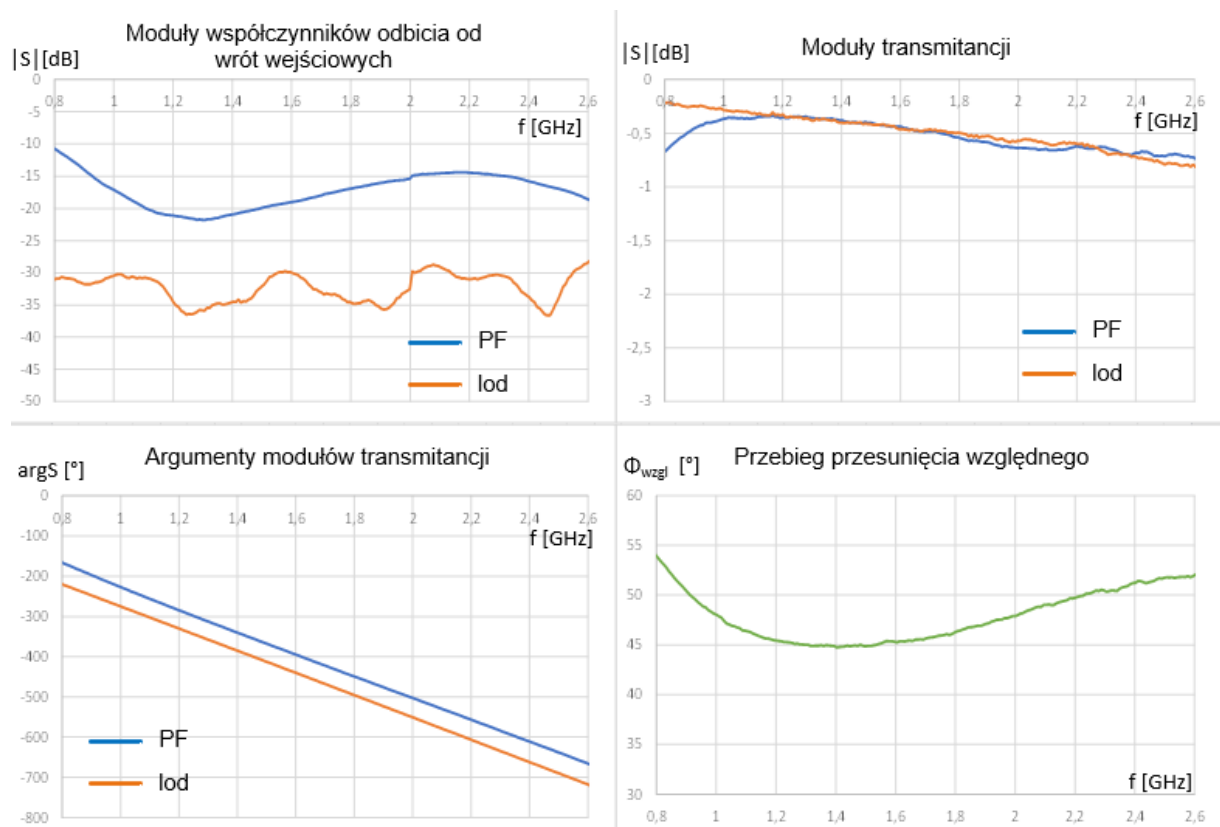 Moduły współczynników odbicia od
wrót wejściowych
|S| [dB]
0
0,8 1 1,2 1,4 1,6 1,8 2 2,2 2,4 2,6
f [GHz]
-5
-10
-15
-20
-25
-30
-35
-40
-45
-50
PF
lod
Moduły transmitancji
|S| [dB]
0
0,8 1 1,2 1,4 1,6 1,8 2 2,2 2,4 2,6
f [GHz]
-0,5
-1
-1,5
-2
-2,5
-3
PF
lod
Argumenty modułów transmitancji
argS [°]
0
0,8 1 1,2 1,4 1,6 1,8 2 2,2 2,4 2,6
f [GHz]
-100
-200
-300
-400
-500
-600
-700
-800
PF
lod
Przebieg przesunięcia względnego
Φwzgl [°]
60
55
50
45
40
35
30
f [GHz]
0,8 1 1,2 1,4 1,6 1,8 2 2,2 2,4 2,6